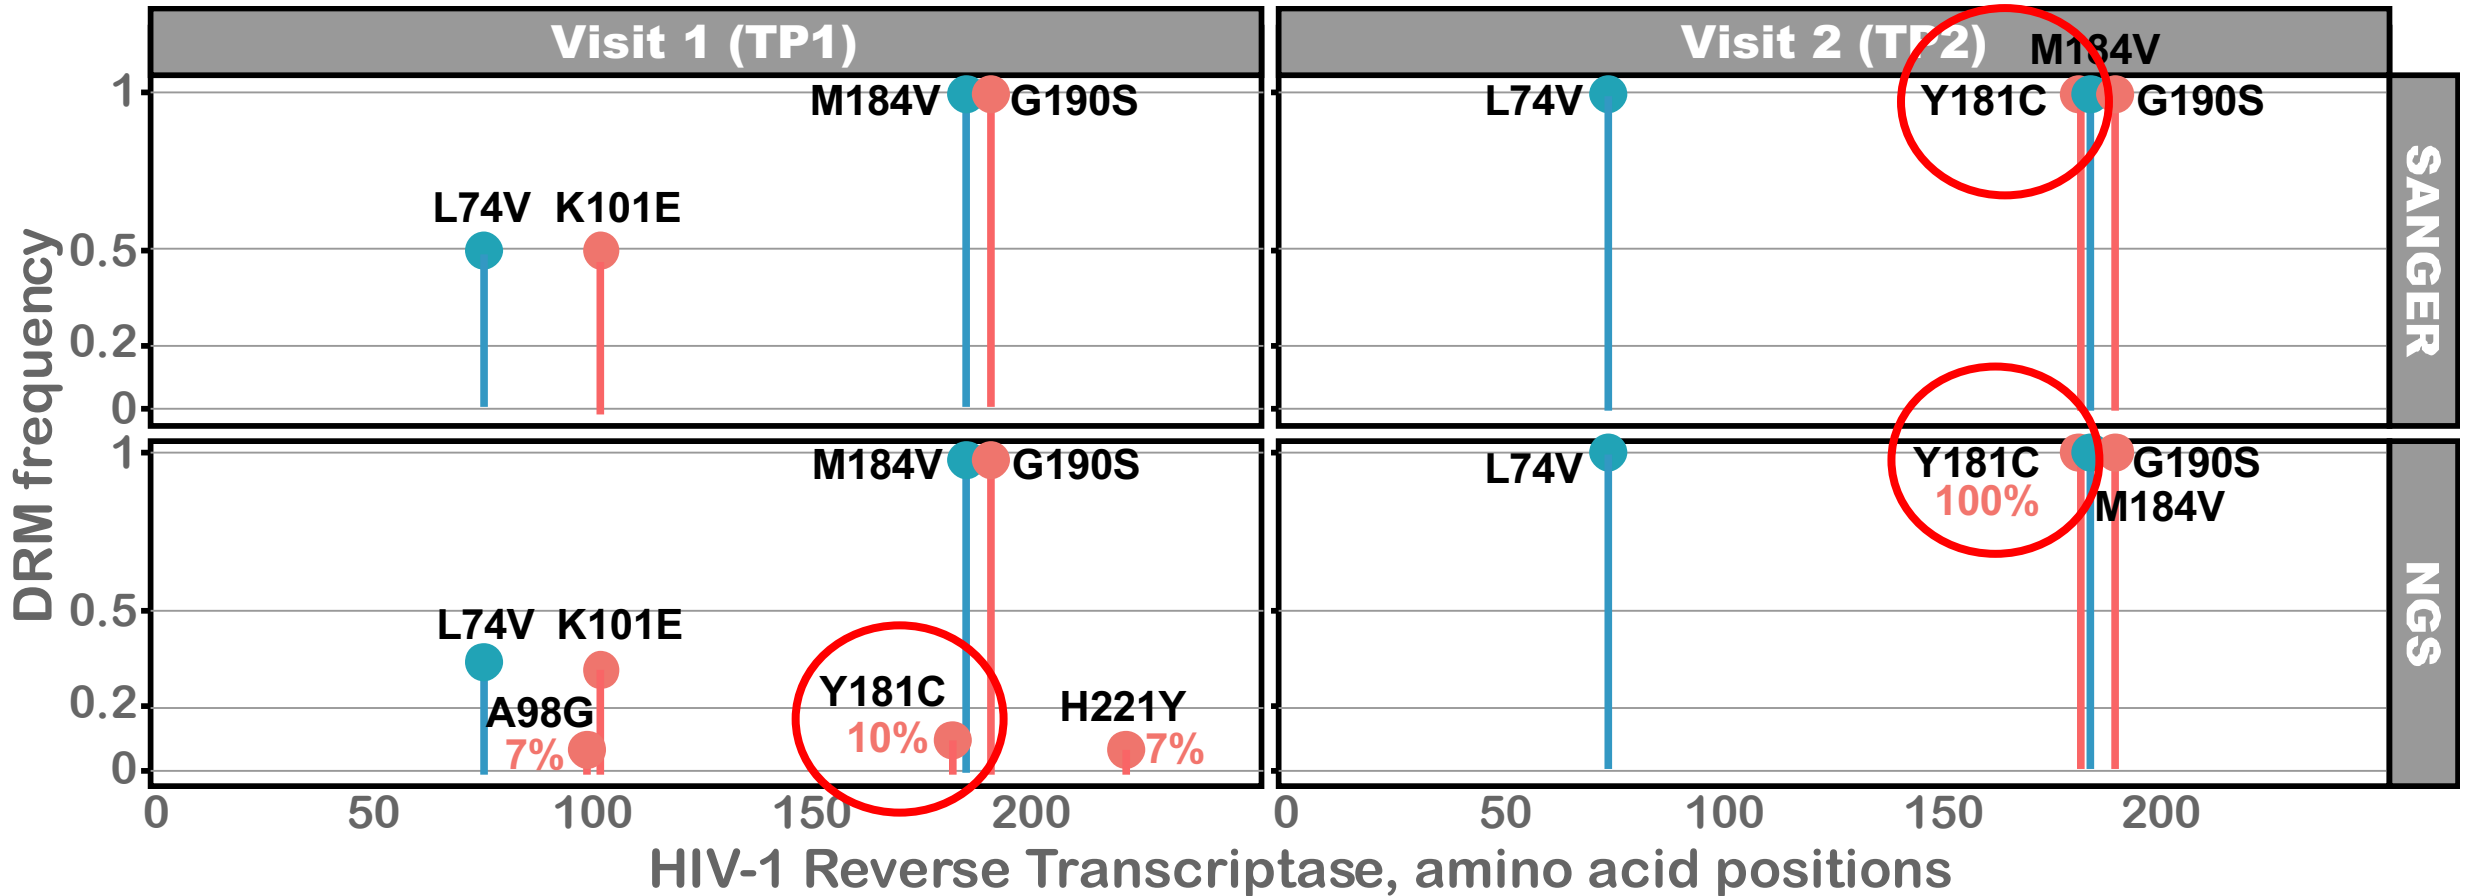 Visit 1 (TP1)
Visit 2 (TP2)
M184V
1
M184V
G190S
L74V
Y181C
G190S
L74V
K101E
0.5
0.2
0
SANGER
DRM frequency
1
M184V
G190S
L74V
Y181C
100%
G190S
M184V
0.5
L74V
K101E
A98G
7%
Y181C
10%
H221Y
7%
0.2
0
NGS
0
50
100
150
200
0
50
100
150
200
HIV-1 Reverse Transcriptase, amino acid positions